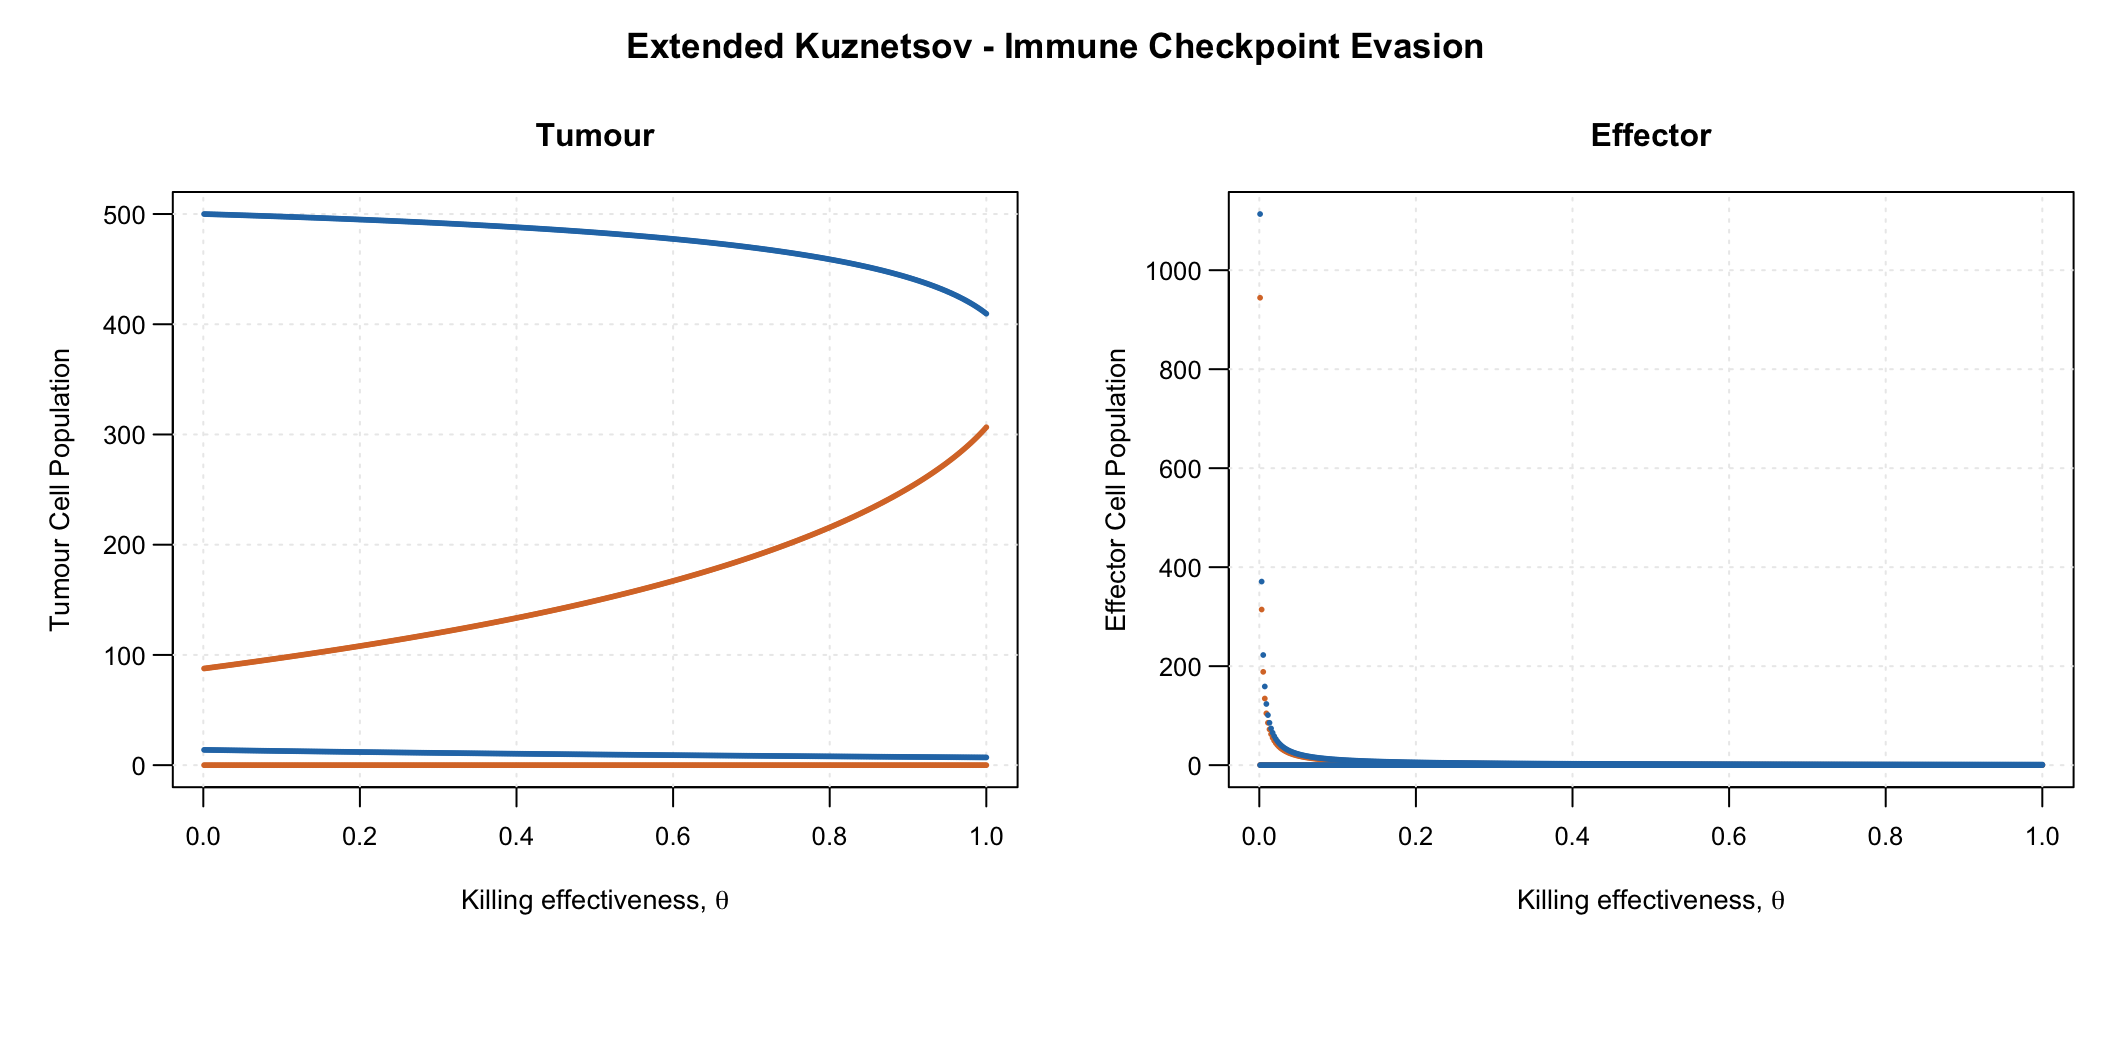 Extended Kuznetsov - Immune Checkpoint Evasion
Tumour
Tumour Cell Population
500
400
300
200
100
0
0.0 0.2 0.4 0.6 0.8 1.0
Killing effectiveness, θ
Effector
Effector Cell Population
1000
800
600
400
200
0
0.0 0.2 0.4 0.6 0.8 1.0
Killing effectiveness, θ